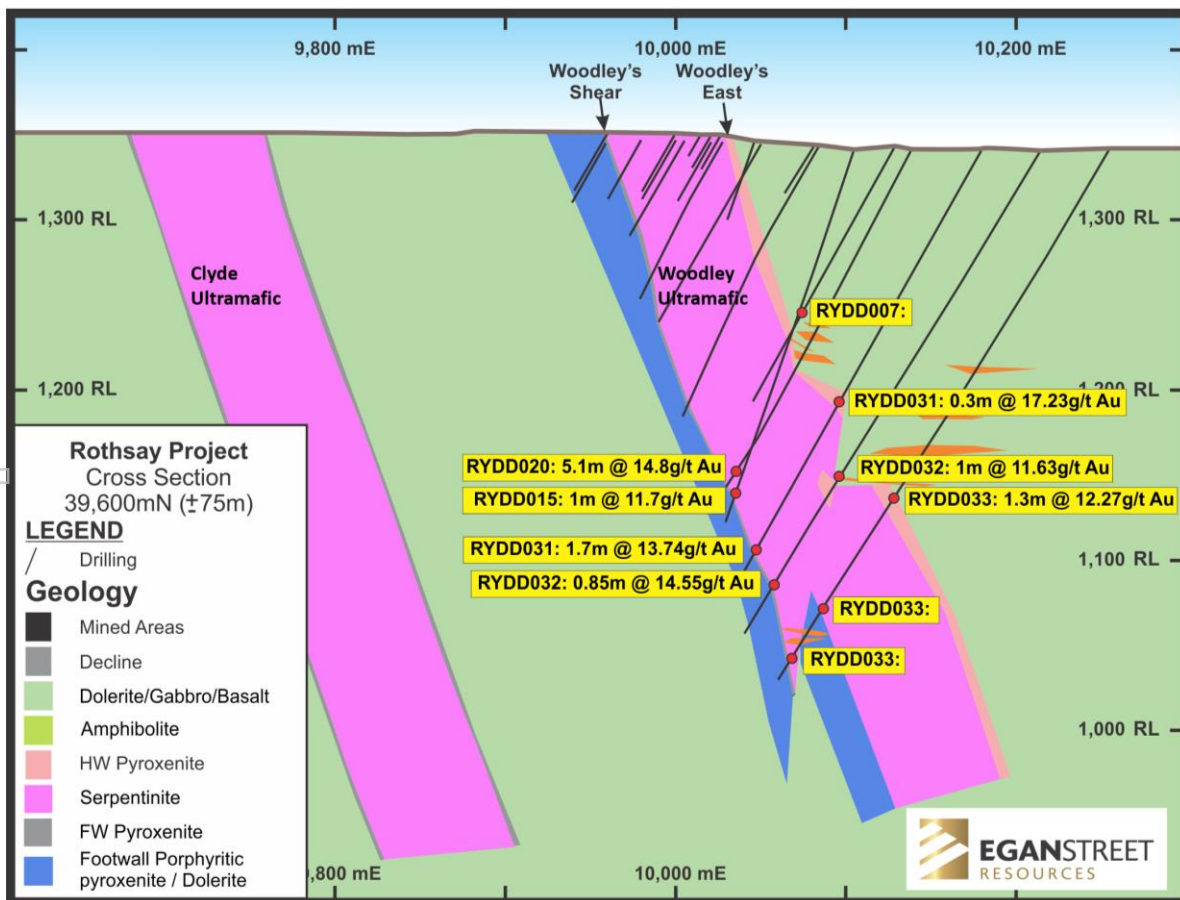 9,800 mE
10,000 mE
10,200 mE
Woodley's
Shear
Woodley's
East
1,300 RL
1,300 RL
Clyde
Ultramafic
Woodley
Ultramafic
RYDD007:
1,200 RL
1,200 RL
RYDD031: 0.3m @ 17.23g/t Au
RYDD020: 5.1m @ 14.8g/t Au
RYDD032: 1m @ 11.63g/t Au
RYDD015: 1m @ 11.7g/t Au
RYDD033: 1.3m @ 12.27g/t Au
RYDD031: 1.7m @ 13.74g/t Au
1,100 RL
RYDD032: 0.85m @ 14.55g/t Au
RYDD033:
RYDD033:
1,000 RL
Rothsay Project
Cross Section
39,600mN (±75m)
LEGEND
Drilling
Geology
Mined Areas
Decline
Dolerite/Gabbro/Basalt
Amphibolite
HW Pyroxenite
Serpentinite
FW Pyroxenite
Footwall Porphyritic
pyroxenite / Dolerite
,800 mE
10,000 mE
EGANSTREET
RESOURCES